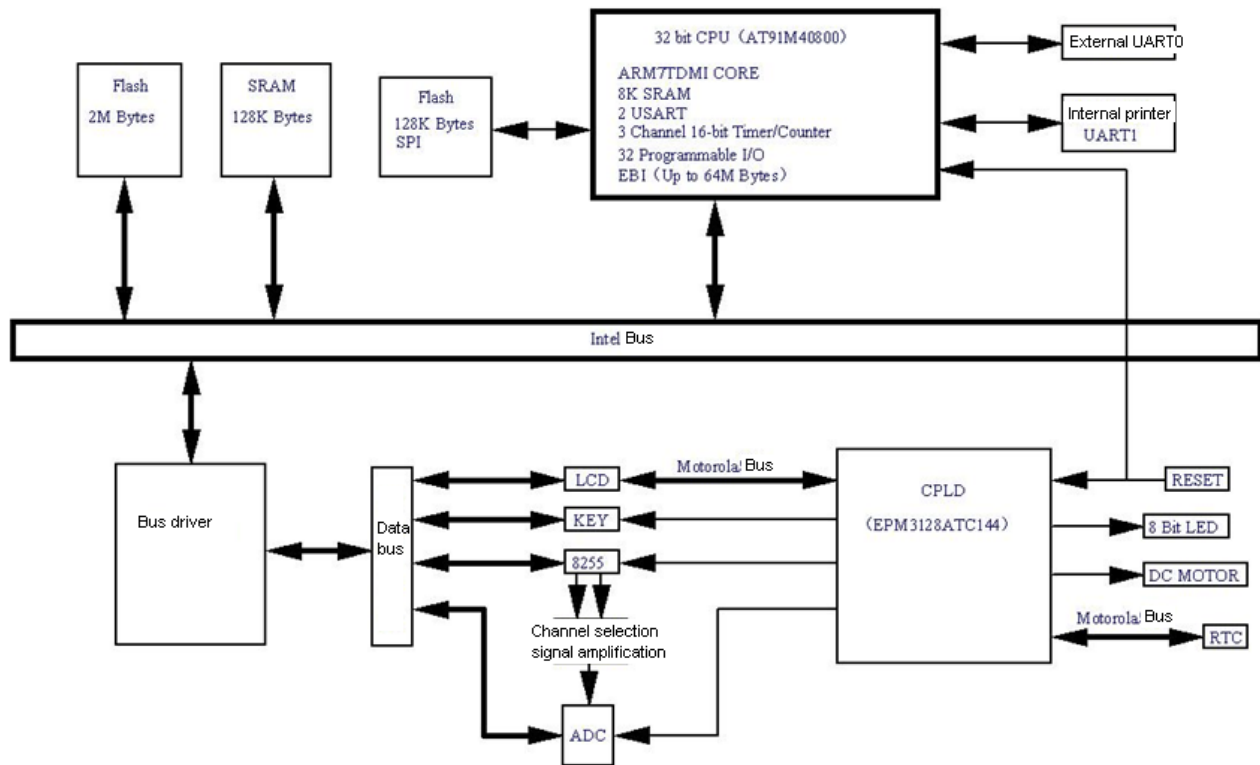 32 bit CPU（AT91M40800）
ARM7TDMI CORE
8K SRAM
2 USART
3 Channel 16-bit Timer/Counter
32 Programmable I/O
EBI（Up to 64M Bytes）
External UART0
Internal printer
UART1
Flash
2M Bytes
SRAM
128K Bytes
Flash
128K Bytes
SPI
Intel Bus
Bus driver
Data
bus
LCD
KEY
8255
Channel selection
signal amplification
ADC
Motorola Bus
CPLD
（EPM3128ATC144）
RESET
8 Bit LED
DC MOTOR
Motorola Bus
RTC